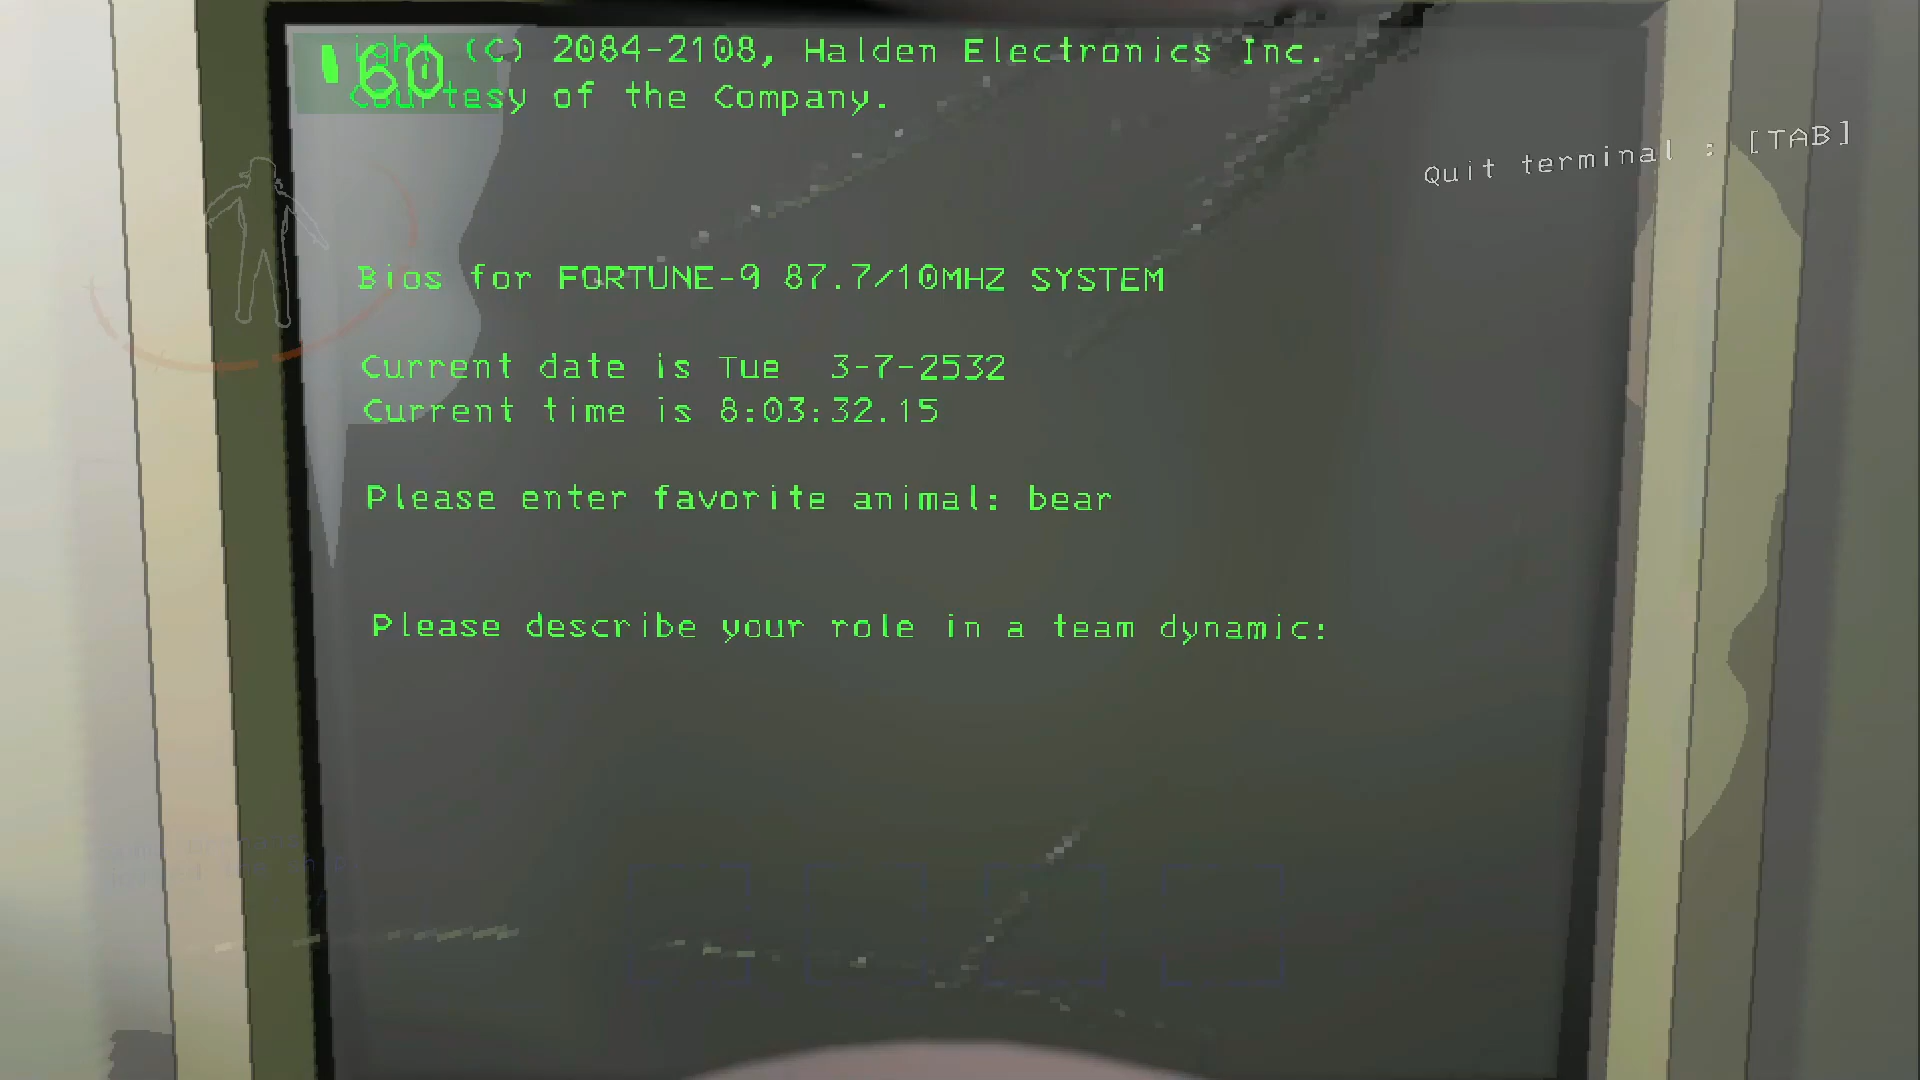 ight (C) 2084-2108, Halden Electronics Inc.
60
Courtesy of the Company.
Quit terminal : [TAB]
Bios for FORTUNE-9 87.7/10MHZ SYSTEM
Current date is Tue 3-7-2532
Current time is 8:03:32.15
Please enter favorite animal: bear
Please describe your role in a team dynamic: